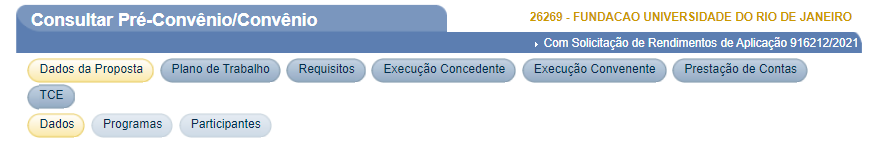 Consultar Pré-Convênio/Convênio
26269 - FUNDACAO UNIVERSIDADE DO RIO DE JANEIRO
Com Solicitação de Rendimentos de Aplicação 916212/2021
Dados da Proposta Plano de Trabalho Requisitos Execução Concedente Execução Convenente Prestação de Contas
TCE
Dados Programas Participantes